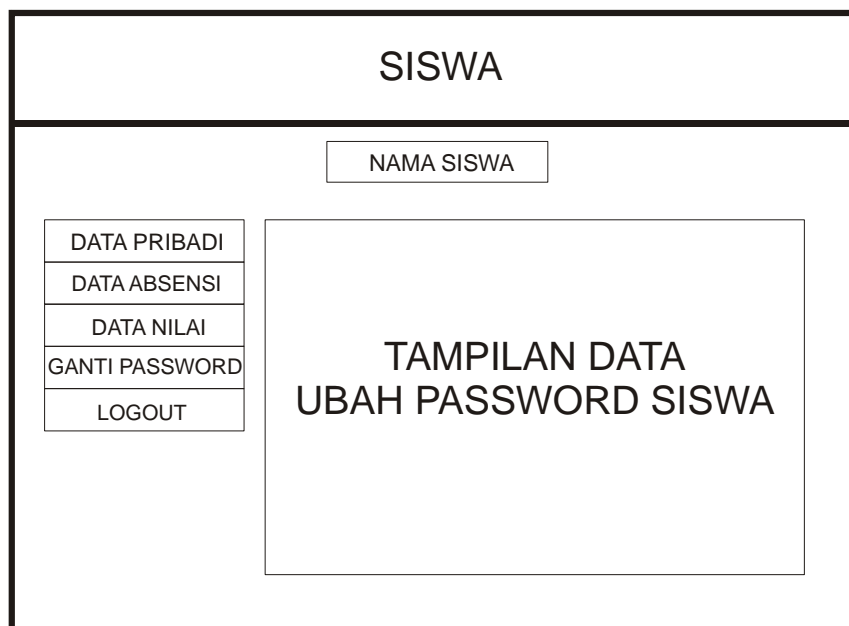 SISWA
NAMA SISWA
DATA PRIBADI
DATA ABSENSI
DATA NILAI
GANTI PASSWORD
LOGOUT
TAMPILAN DATA
UBAH PASSWORD SISWA